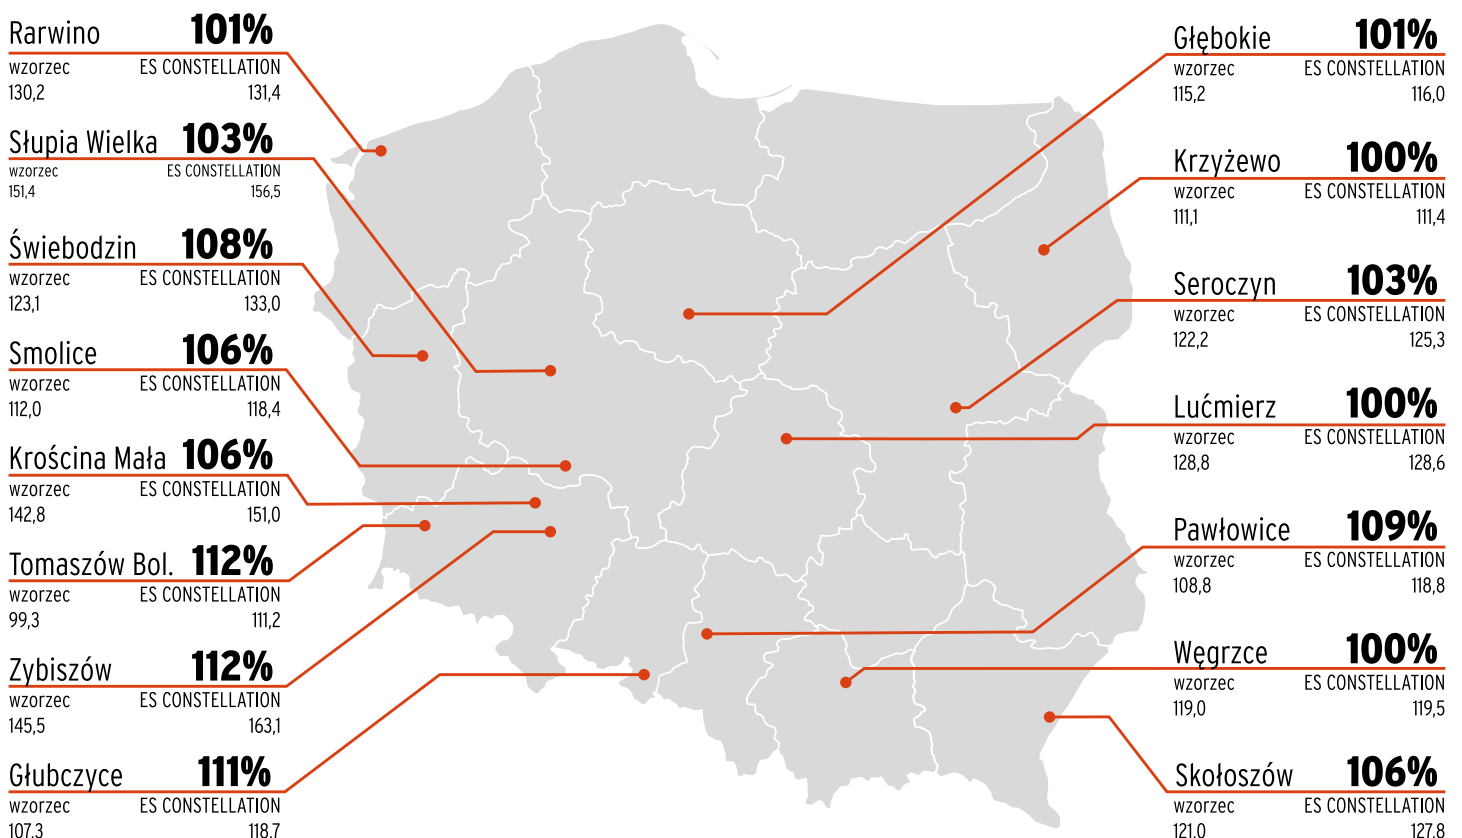 Rarwino 101%
wzorzec ES CONSTELLATION
130,2 131,4
Słupia Wielka 103%
wzorzec ES CONSTELLATION
151,4 156,5
Świebodzin 108%
wzorzec ES CONSTELLATION
123,1 133,0
Smolice 106%
wzorzec ES CONSTELLATION
112,0 118,4
Krościna Mała 106%
wzorzec ES CONSTELLATION
142,8 151,0
Tomaszów Bol. 112%
wzorzec ES CONSTELLATION
99,3 111,2
Zybiszów 112%
wzorzec ES CONSTELLATION
145,5 163,1
Głubczyce 111%
wzorzec ES CONSTELLATION
107,3 118,7
Głębokie 101%
wzorzec ES CONSTELLATION
115,2 116,0
Krzyżewo 100%
wzorzec ES CONSTELLATION
111,1 111,4
Seroczyn 103%
wzorzec ES CONSTELLATION
122,2 125,3
Lućmierz 100%
wzorzec ES CONSTELLATION
128,8 128,6
Pawłowice 109%
wzorzec ES CONSTELLATION
108,8 118,8
Węgrzce 100%
wzorzec ES CONSTELLATION
119,0 119,5
Skołoszów 106%
wzorzec ES CONSTELLATION
121,0 127,8